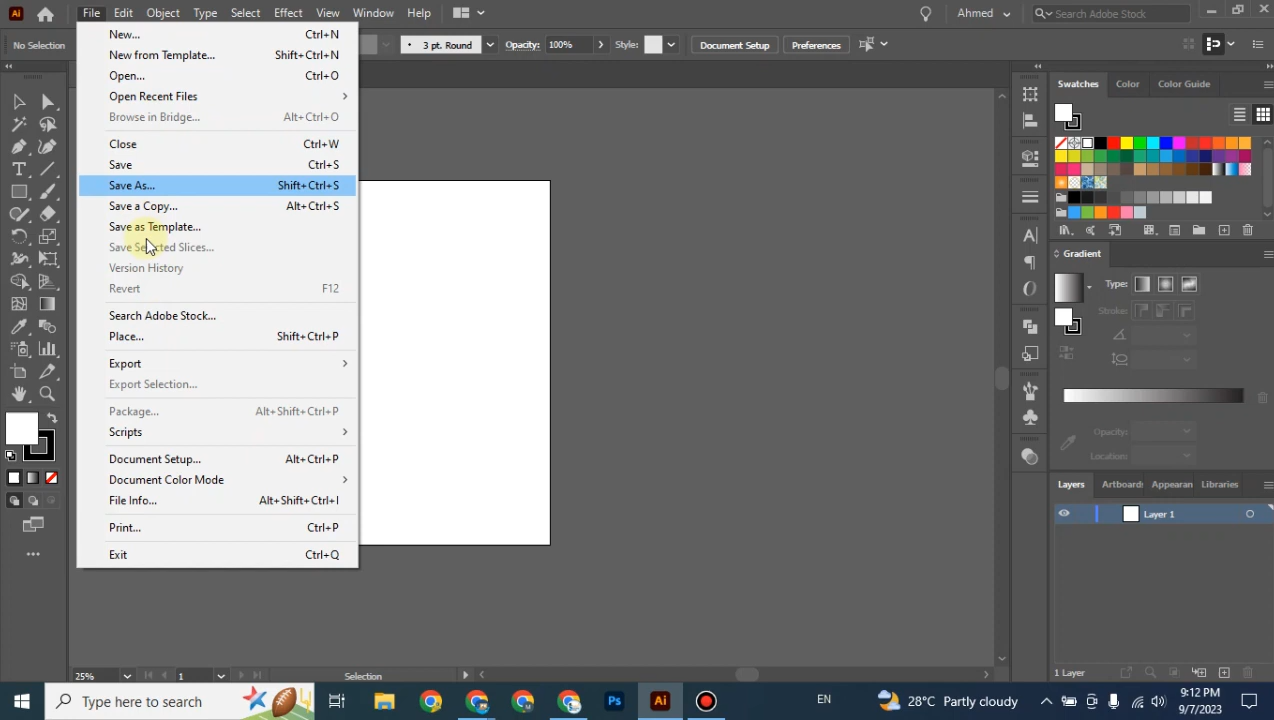 Ai File Edit Object Type Select Effect View Window Help Ahmed Search Adobe Stock
No Selection 3 pt. Round Opacity: 100% Style: Document Setup Preferences
New... Ctrl+N
New from Template... Shift+Ctrl+N
Open... Ctrl+O
Open Recent Files
Browse in Bridge... Alt+Ctrl+O
Close Ctrl+W
Save Ctrl+S
Save As... Shift+Ctrl+S
Save a Copy... Alt+Ctrl+S
Save as Template...
Save Selected Slices...
Version History
Revert F12
Search Adobe Stock...
Place... Shift+Ctrl+P
Export
Export Selection...
Package... Alt+Shift+Ctrl+P
Scripts
Document Setup... Alt+Ctrl+P
Document Color Mode
File Info... Alt+Shift+Ctrl+I
Print... Ctrl+P
Exit Ctrl+Q
Swatches Color Color Guide
Gradient
Type:
Stroke:
Opacity:
Location:
Layers Artboard Appearan Libraries
Layer 1
1 Layer
25% 1 Selection
Type here to search Ps Ai EN 28°C Partly cloudy 9:12 PM
9/7/2023